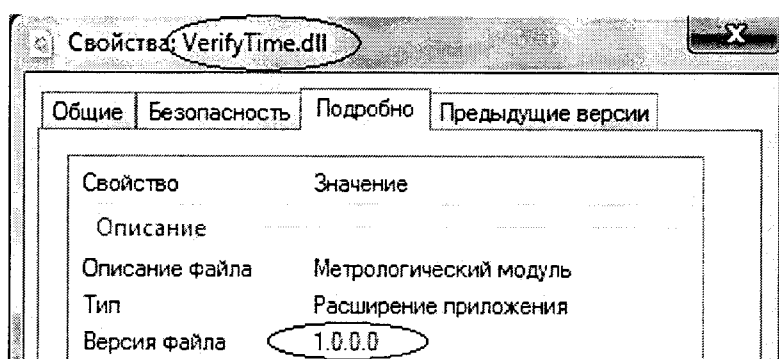 Свойства: VerifyTime.dll
Общие Безопасность Подробно Предыдущие версии
Свойство Значение
Описание
Описание файла Метрологический модуль
Тип Расширение приложения
Версия файла 1.0.0.0